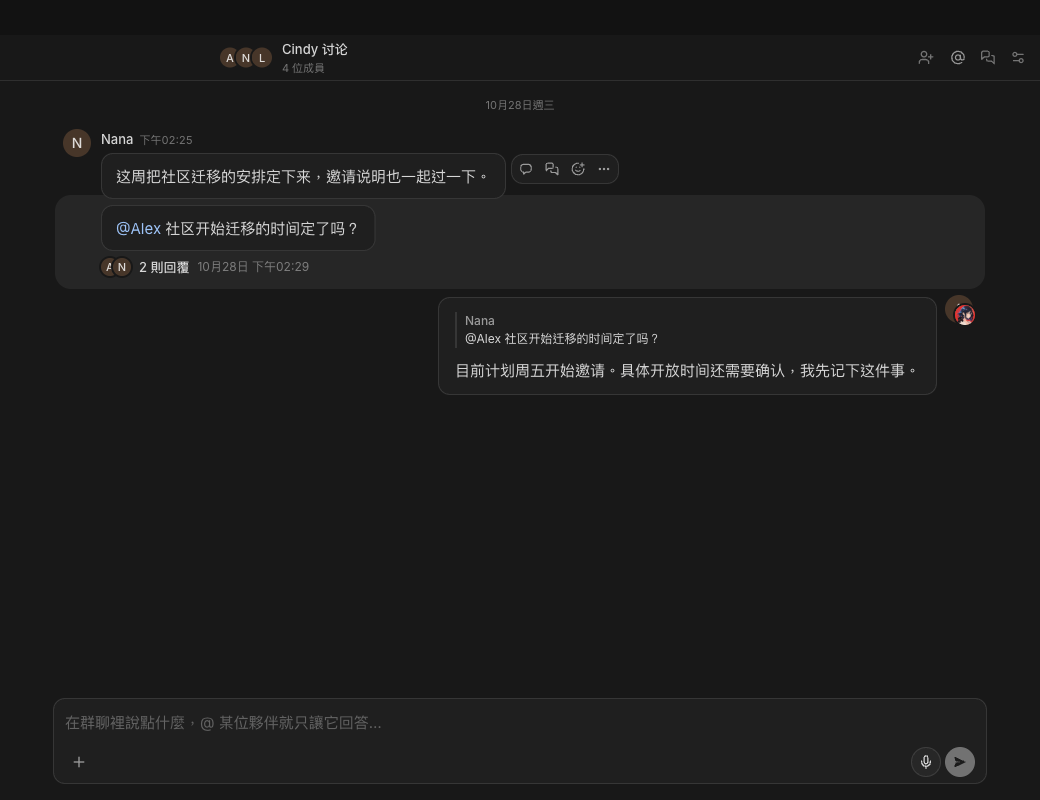 A N L
Cindy 讨论
4 位成員
10月28日週三
N
Nana 下午02:25
这周把社区迁移的安排定下来，邀请说明也一起过一下。
@Alex 社区开始迁移的时间定了吗？
A N 2 則回覆 10月28日 下午02:29
Nana
@Alex 社区开始迁移的时间定了吗？
目前计划周五开始邀请。具体开放时间还需要确认，我先记下这件事。
在群聊裡說點什麼，@ 某位夥伴就只讓它回答...